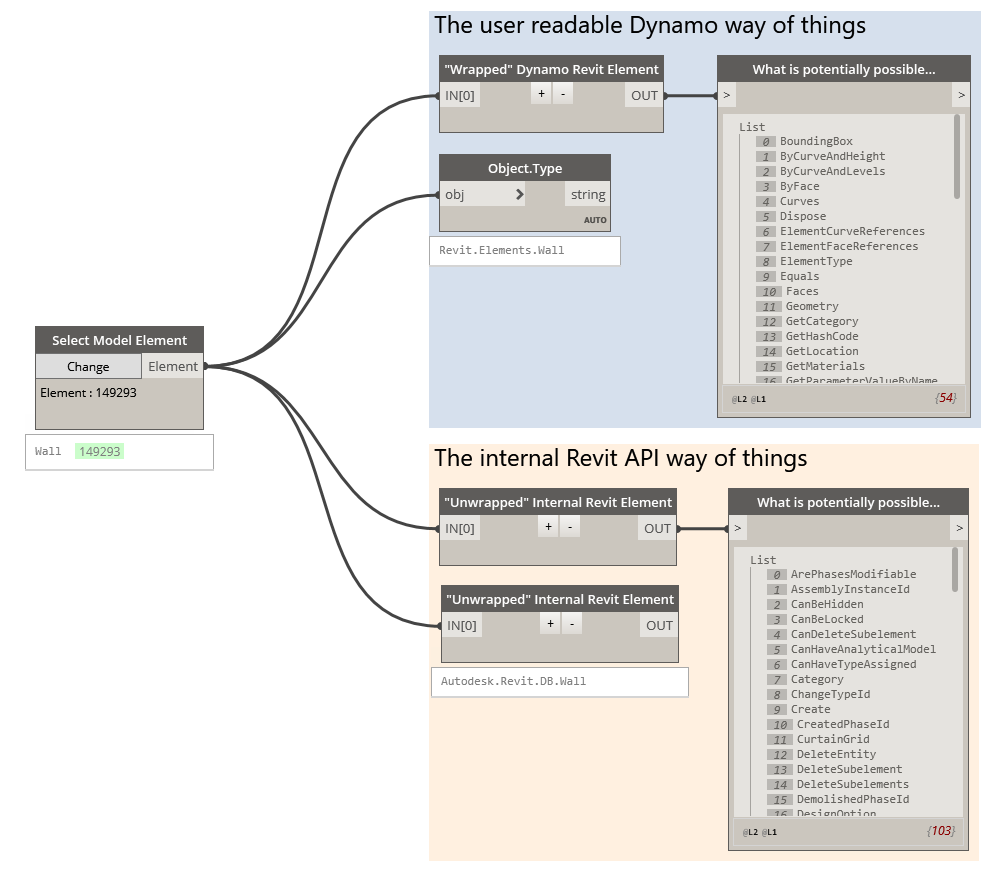 The user readable Dynamo way of things
"Wrapped" Dynamo Revit Element
IN[0] + - OUT
What is potentially possible...
> >
List
0 BoundingBox
1 ByCurveAndHeight
2 ByCurveAndLevels
3 ByFace
4 Curves
5 Dispose
6 ElementCurveReferences
7 ElementFaceReferences
8 ElementType
9 Equals
10 Faces
11 Geometry
12 GetCategory
13 GetHashCode
14 GetLocation
15 GetMaterials
16 GetParameterValueByName
@L2 @L1 {54}
Object.Type
obj > string
AUTO
Revit.Elements.Wall
Select Model Element
Change Element
Element : 149293
Wall 149293
The internal Revit API way of things
"Unwrapped" Internal Revit Element
IN[0] + - OUT
What is potentially possible...
> >
List
0 ArePhasesModifiable
1 AssemblyInstanceId
2 CanBeHidden
3 CanBeLocked
4 CanDeleteSubelement
5 CanHaveAnalyticalModel
6 CanHaveTypeAssigned
7 Category
8 ChangeTypeId
9 Create
10 CreatedPhaseId
11 CurtainGrid
12 DeleteEntity
13 DeleteSubelement
14 DeleteSubelements
15 DemolishedPhaseId
16 DesignOption
@L2 @L1 {103}
"Unwrapped" Internal Revit Element
IN[0] + - OUT
Autodesk.Revit.DB.Wall